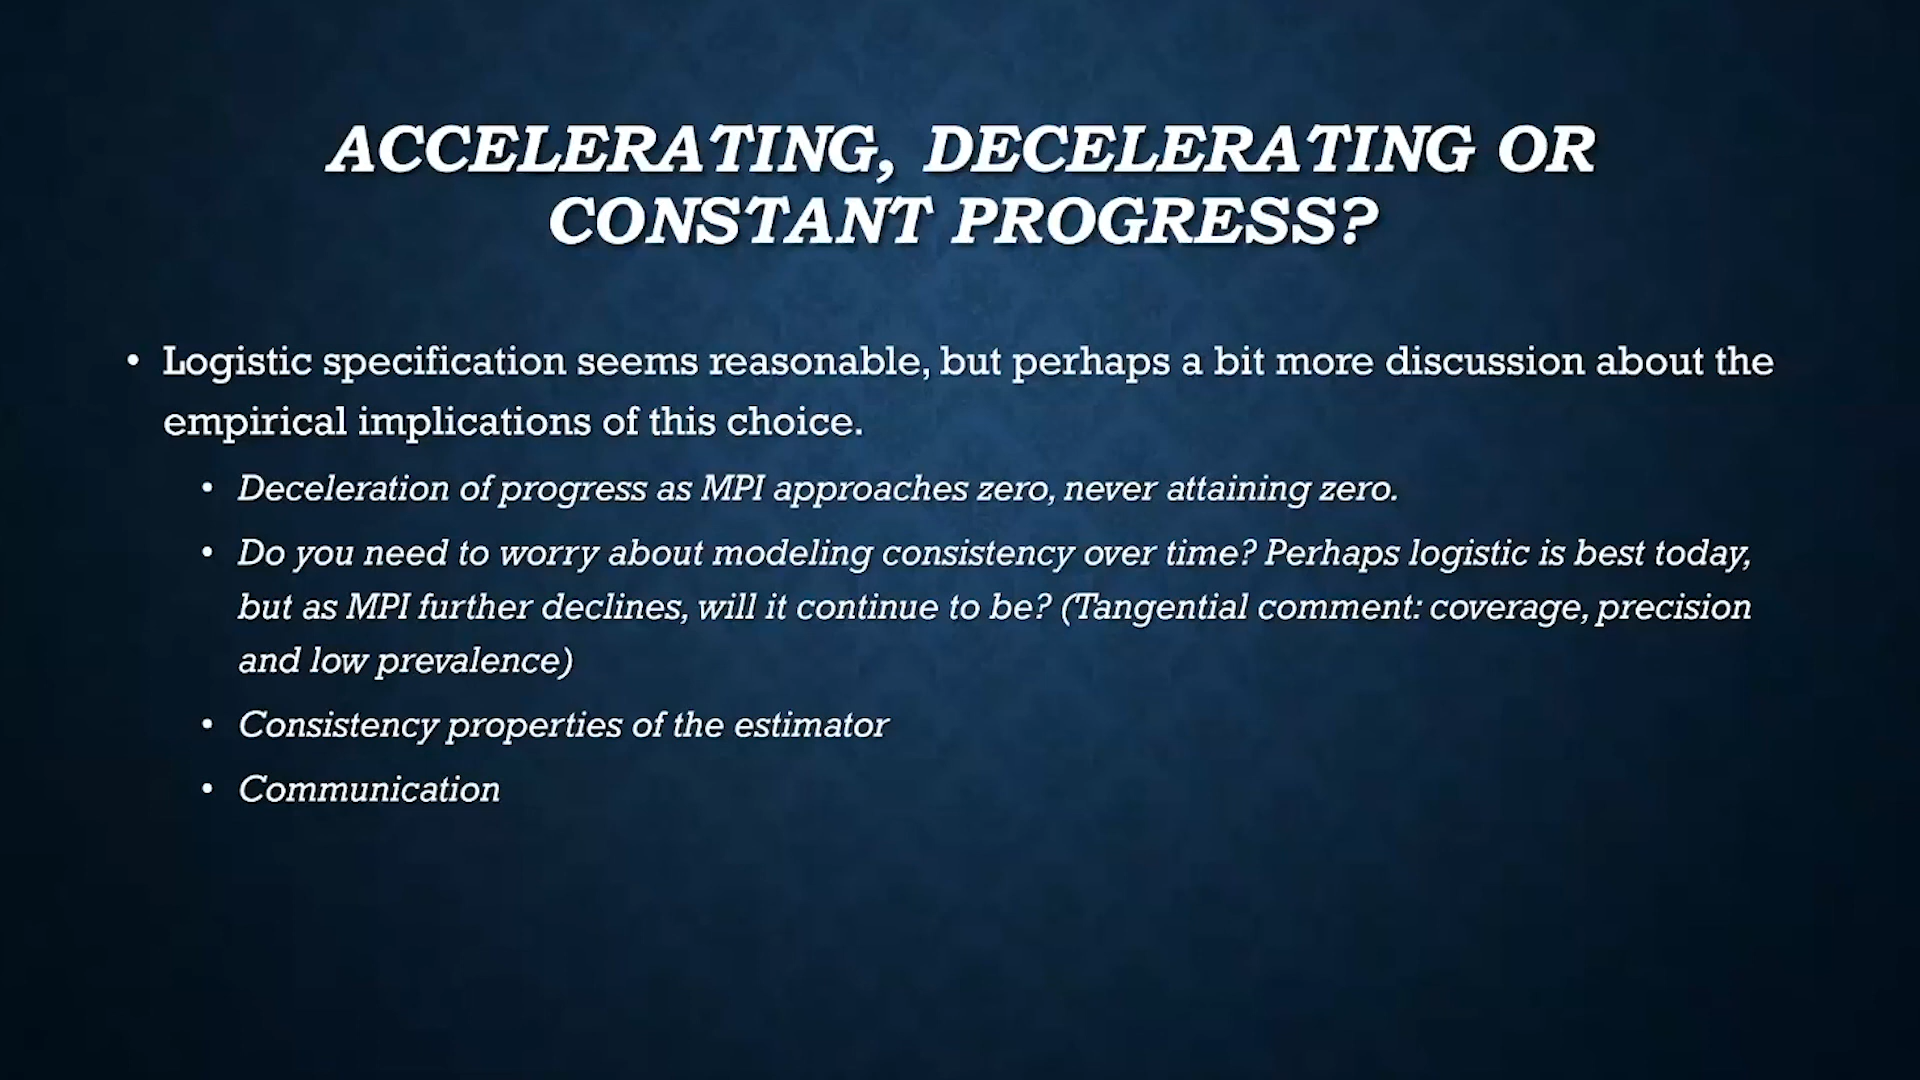 ACCELERATING, DECELERATING OR
CONSTANT PROGRESS?
• Logistic specification seems reasonable, but perhaps a bit more discussion about the
empirical implications of this choice.
• Deceleration of progress as MPI approaches zero, never attaining zero.
• Do you need to worry about modeling consistency over time? Perhaps logistic is best today,
but as MPI further declines, will it continue to be? (Tangential comment: coverage, precision
and low prevalence)
• Consistency properties of the estimator
• Communication